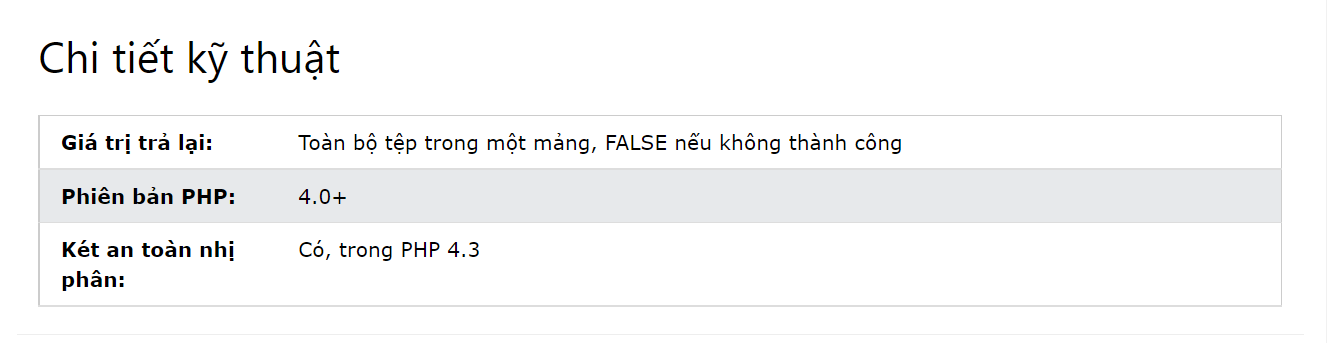 Chi tiết kỹ thuật
Giá trị trả lại: Toàn bộ tệp trong một mảng, FALSE nếu không thành công
Phiên bản PHP: 4.0+
Két an toàn nhị Có, trong PHP 4.3
phân: